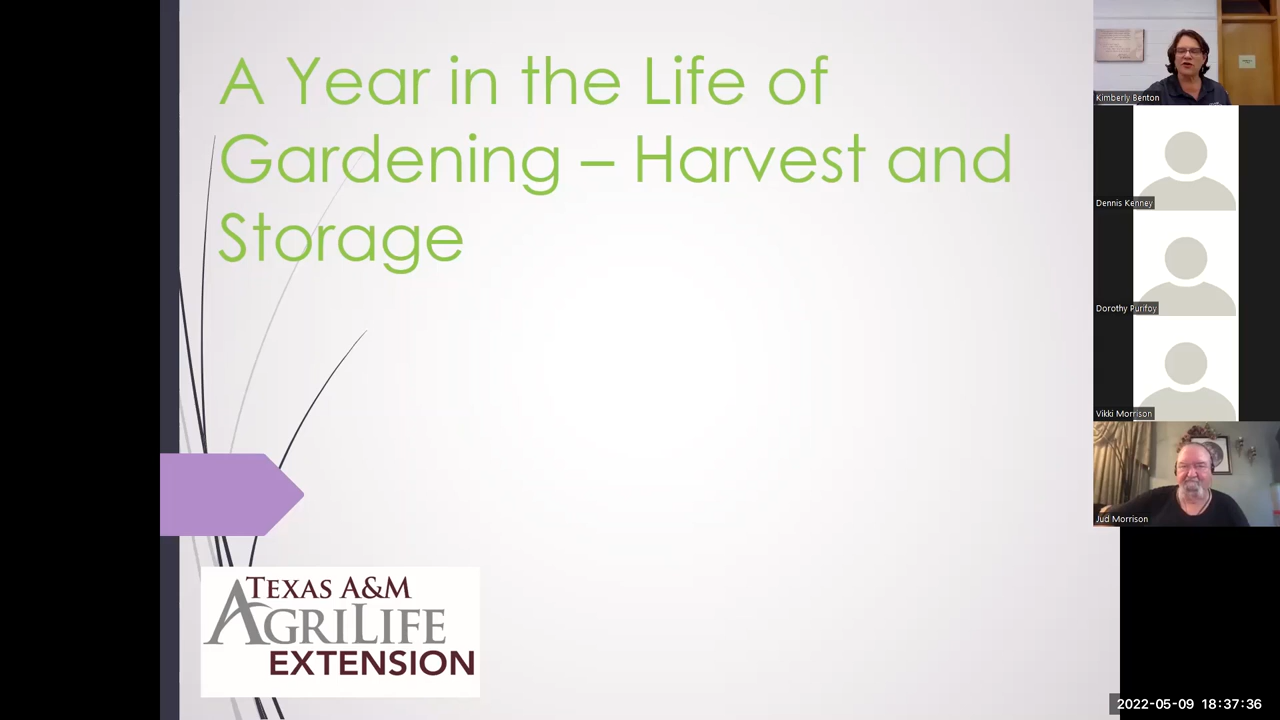 A Year in the Life of
Gardening – Harvest and
Storage
TEXAS A&M
AGRILIFE
EXTENSION
Kimberly Benton
Dennis Kenney
Dorothy Purifoy
Vikki Morrison
Jud Morrison
2022-05-09 18:37:36